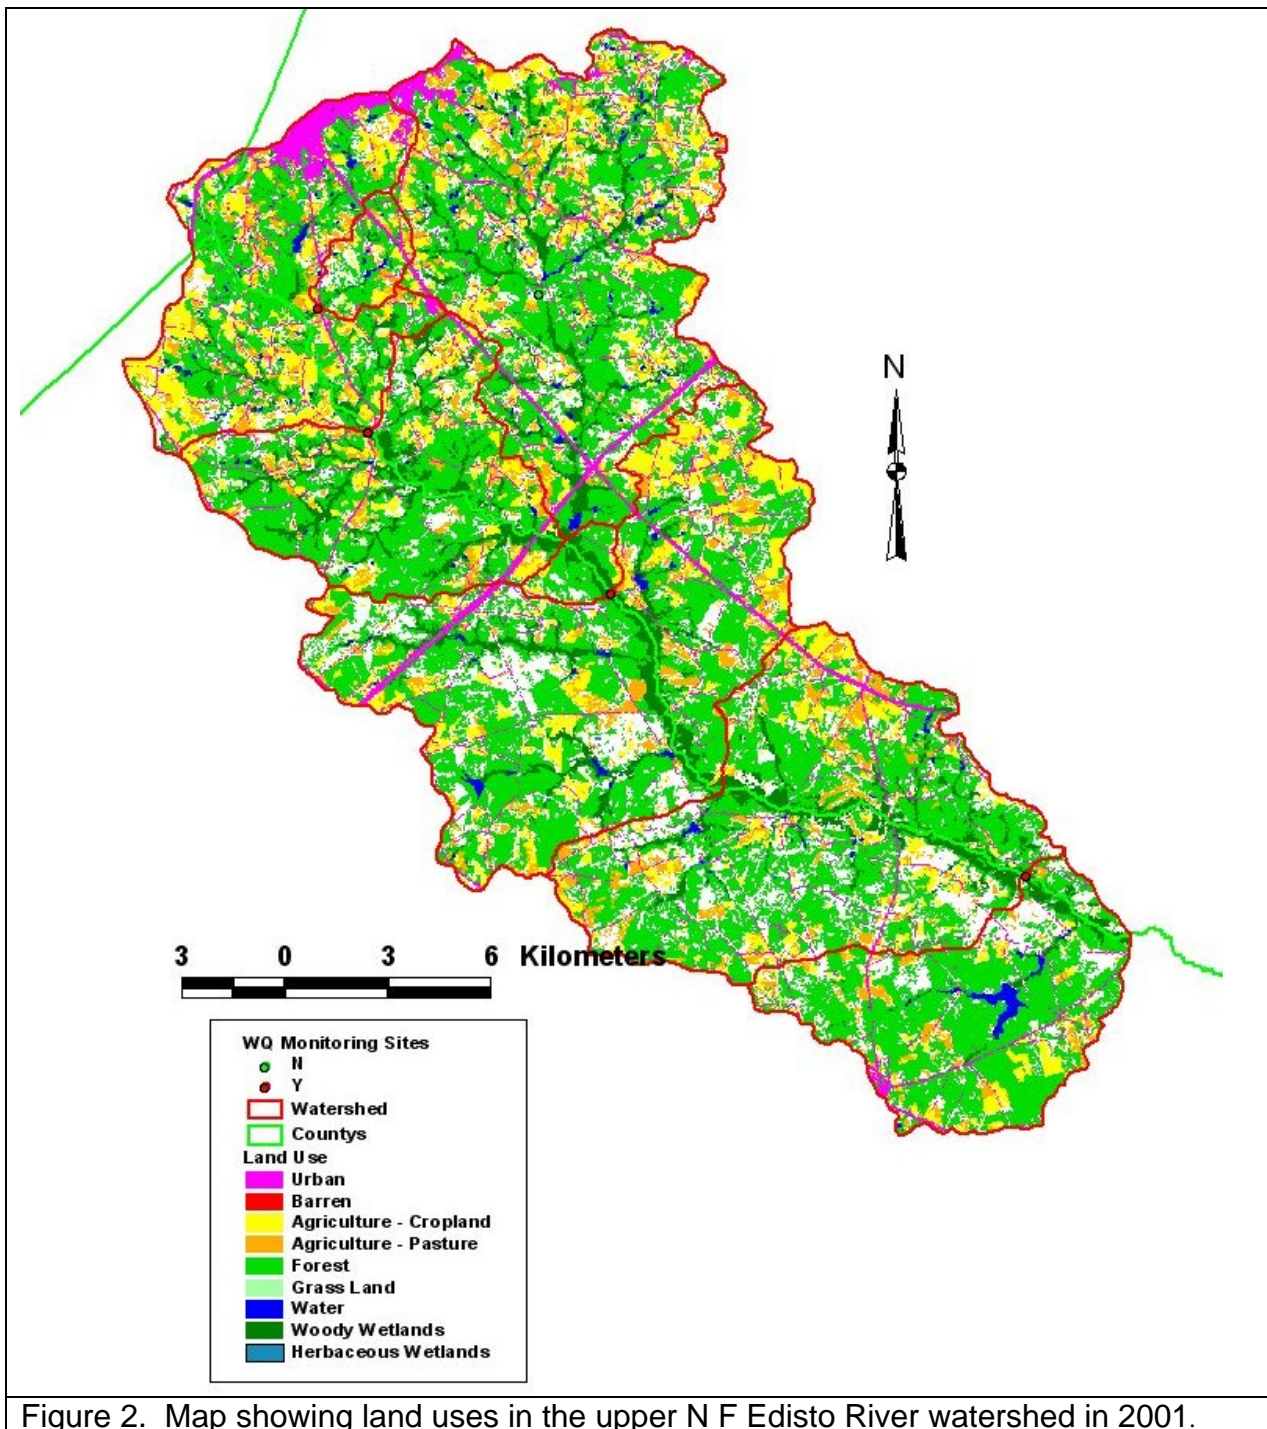 N
3 0 3 6 Kilometers
WQ Monitoring Sites
N
Y
Watershed
Countys
Land Use
Urban
Barren
Agriculture - Cropland
Agriculture - Pasture
Forest
Grass Land
Water
Woody Wetlands
Herbaceous Wetlands
Figure 2. Map showing land uses in the upper N F Edisto River watershed in 2001.